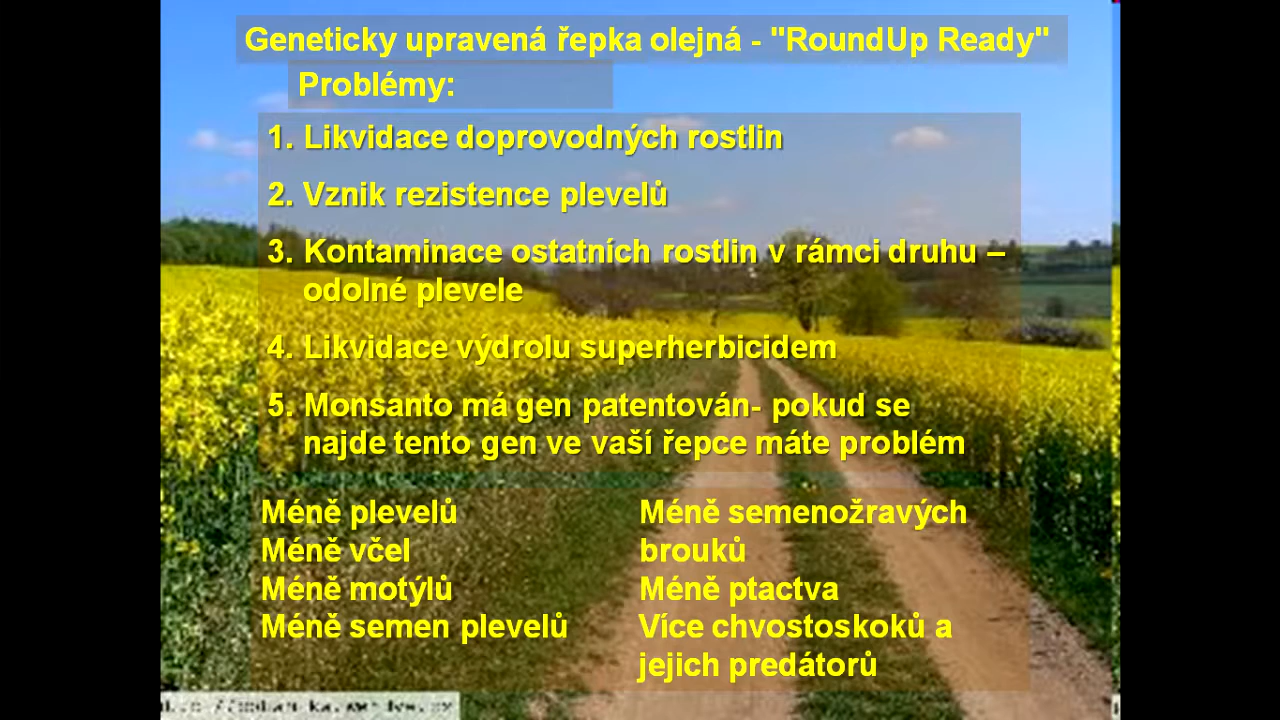 Geneticky upravená řepka olejná - "RoundUp Ready"
Problémy:
1. Likvidace doprovodných rostlin
2. Vznik rezistence plevelů
3. Kontaminace ostatních rostlin v rámci druhu –
odolné plevele
4. Likvidace výdrolu superherbicidem
5. Monsanto má gen patentován- pokud se
najde tento gen ve vaší řepce máte problém
Méně plevelů
Méně včel
Méně motýlů
Méně semen plevelů
Méně semenožravých
brouků
Méně ptactva
Více chvostoskoků a
jejich predátorů